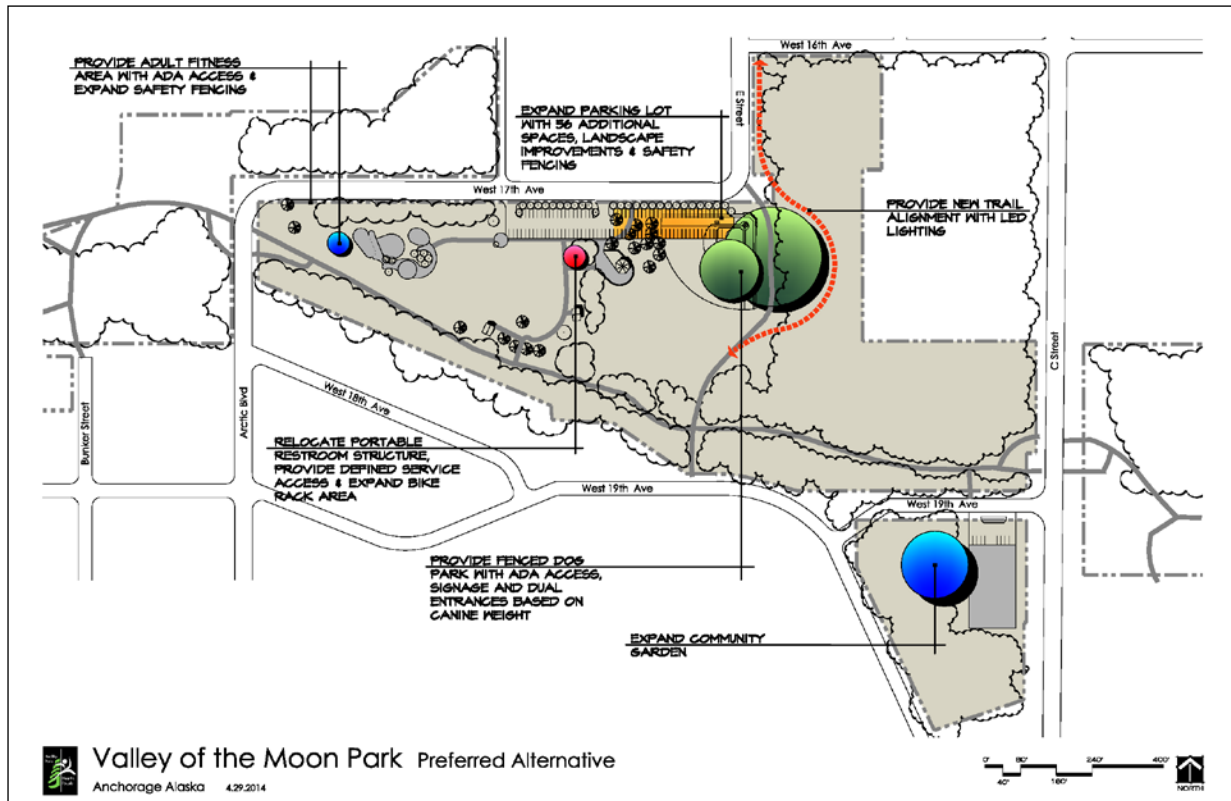 West 16th Ave
PROVIDE ADULT FITNESS
AREA WITH ADA ACCESS &
EXPAND SAFETY FENCING
E Street
EXPAND PARKING LOT
WITH 56 ADDITIONAL
SPACES, LANDSCAPE
IMPROVEMENTS & SAFETY
FENCING
West 17th Ave
PROVIDE NEW TRAIL
ALIGNMENT WITH LED
LIGHTING
C Street
West 18th Ave
Arctic Blvd
Bunker Street
RELOCATE PORTABLE
RESTROOM STRUCTURE,
PROVIDE DEFINED SERVICE
ACCESS & EXPAND BIKE
RACK AREA
West 19th Ave
West 19th Ave
PROVIDE FENCED DOG
PARK WITH ADA ACCESS,
SIGNAGE AND DUAL
ENTRANCES BASED ON
CANINE WEIGHT
EXPAND COMMUNITY
GARDEN
Valley of the Moon Park Preferred Alternative
Anchorage Alaska 4.29.2014
0' 80' 240' 400'
40' 160'
NORTH